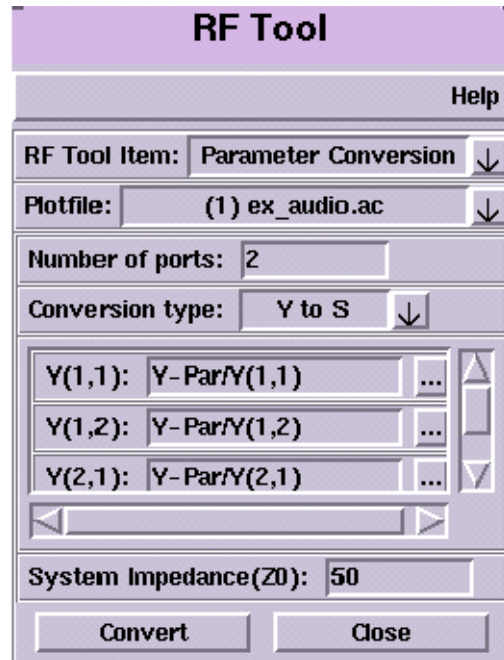 RF Tool
Help
RF Tool Item: Parameter Conversion
Plotfile: (1) ex_audio.ac
Number of ports: 2
Conversion type: Y to S
Y(1,1): Y-Par/Y(1,1) ...
Y(1,2): Y-Par/Y(1,2) ...
Y(2,1): Y-Par/Y(2,1) ...
System Impedance(Z0): 50
Convert Close